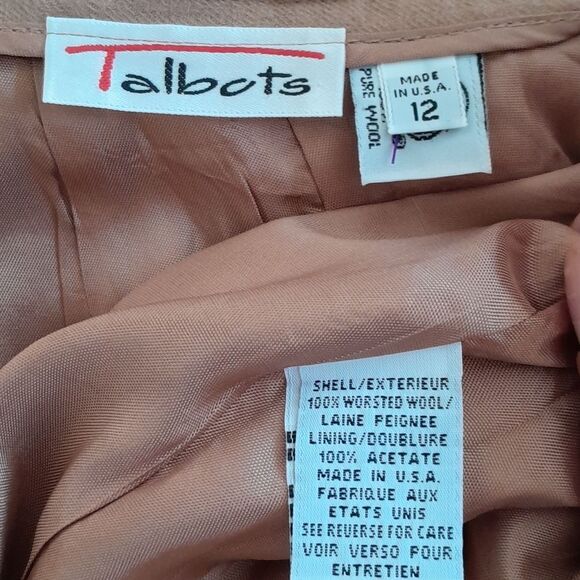 Talbots
PURE WOOL
MADE
IN U.S.A.
12
SHELL/EXTERIEUR
100% WORSTED WOOL/
LAINE PEIGNEE
LINING/DOUBLURE
100% ACETATE
MADE IN U.S.A.
FABRIQUE AUX
ETATS UNIS
SEE REVERSE FOR CARE
VOIR VERSO POUR
ENTRETIEN